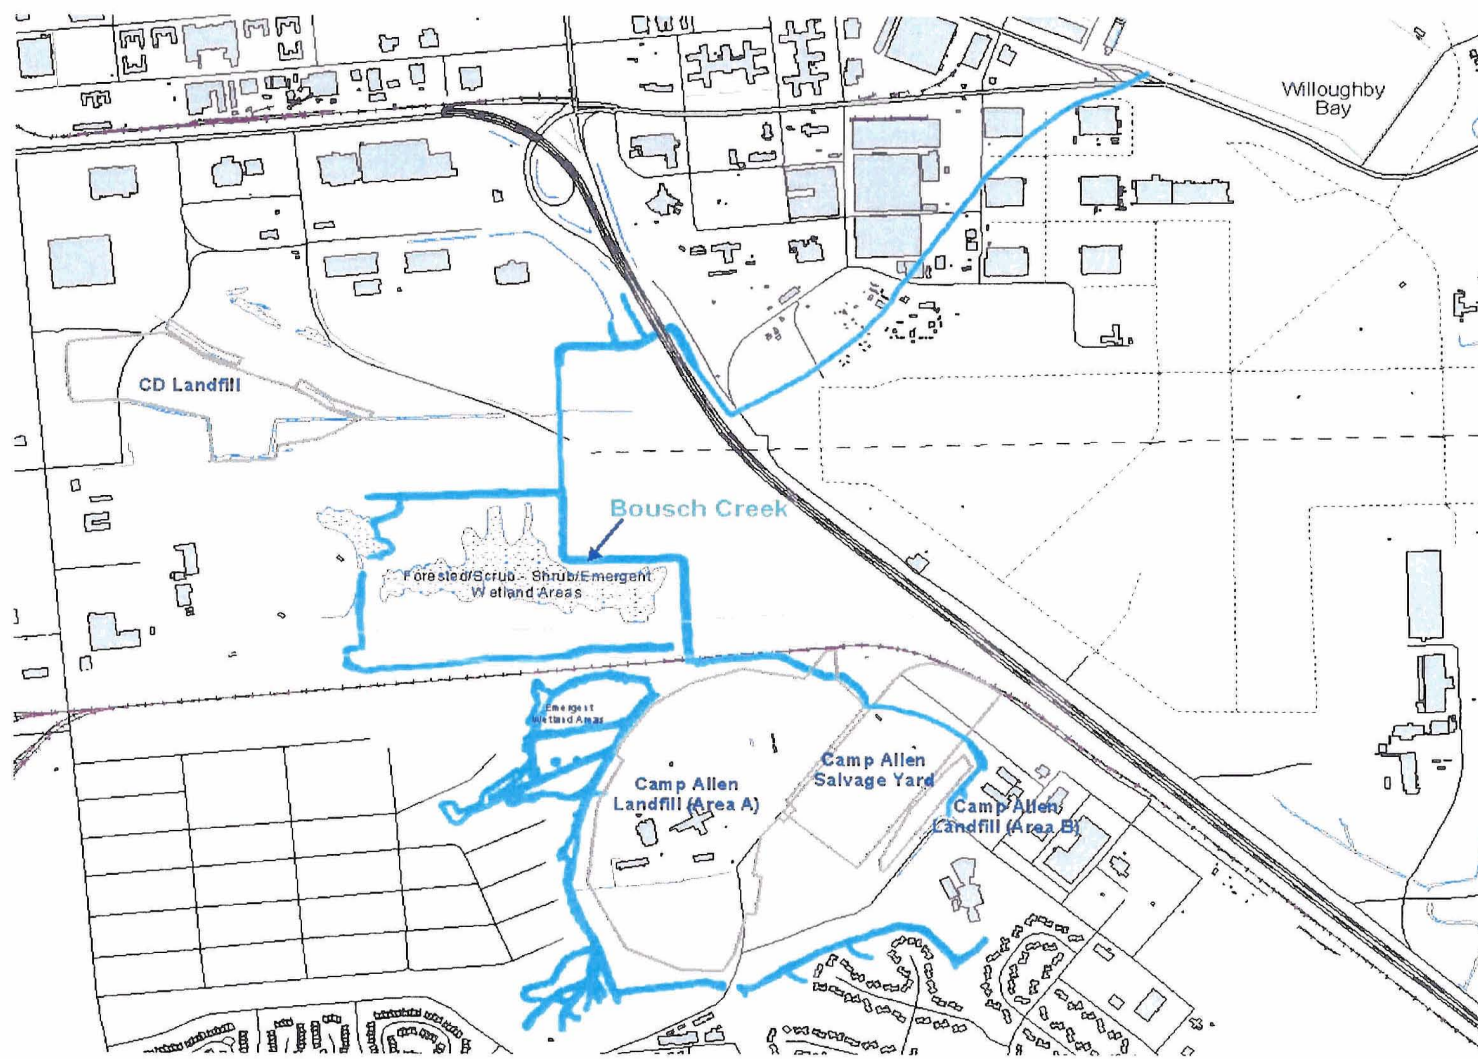 Willoughby
Bay
CD Landfill
Bousch Creek
Forested/Scrub - Shrub/Emergent
Wetland Areas
Emergest
Wetland Areas
Camp Allen
Salvage Yard
Camp Allen
Landfill (Area A)
Camp Allen
Landfill (Area B)